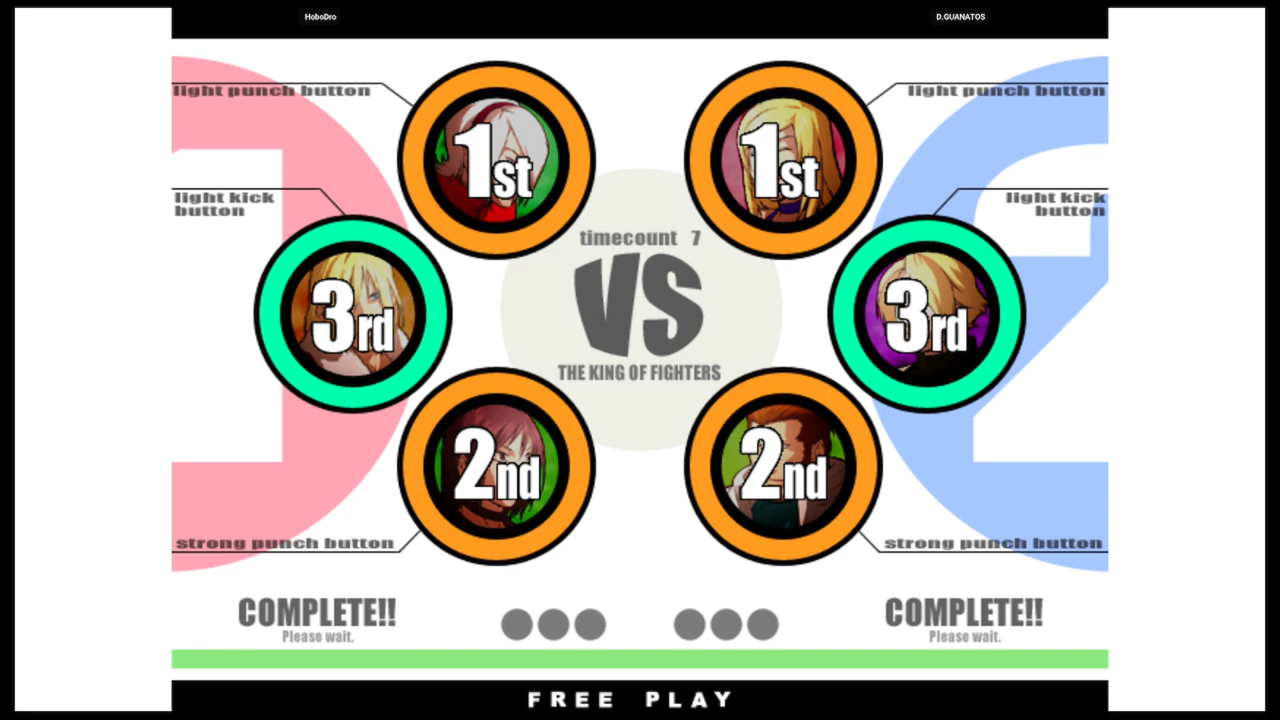 HoboDro
D.GUANATOS
light punch button
light punch button
1st
1st
light kick
button
light kick
button
timecount 7
VS
THE KING OF FIGHTERS
3rd
3rd
1
2
2nd
2nd
strong punch button
strong punch button
COMPLETE!!
Please wait.
COMPLETE!!
Please wait.
FREE PLAY